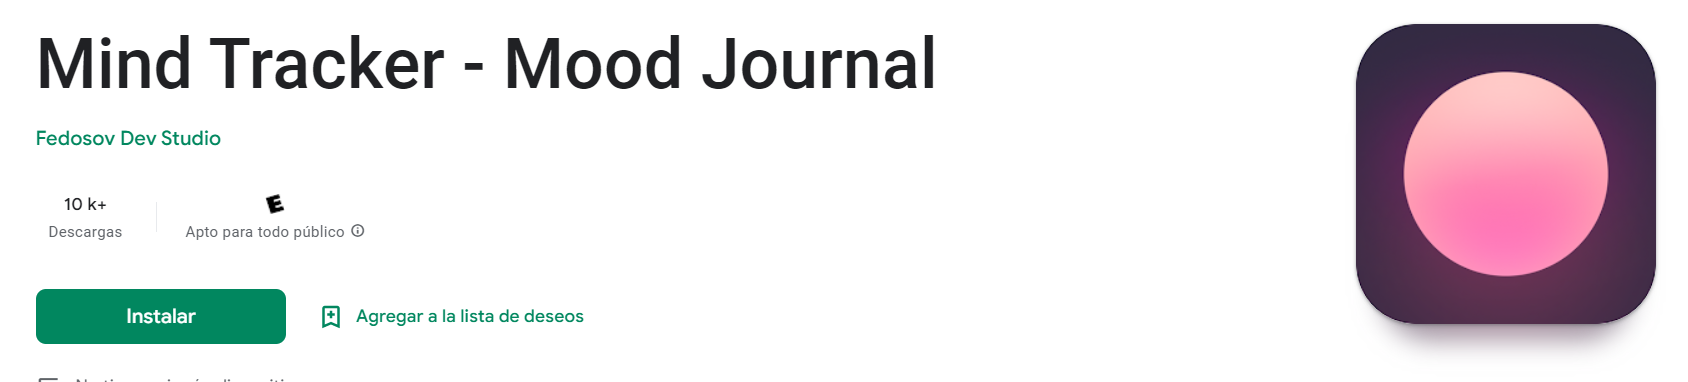 Mind Tracker - Mood Journal
Fedosov Dev Studio
10 k+
Descargas
E
Apto para todo público
Instalar
Agregar a la lista de deseos